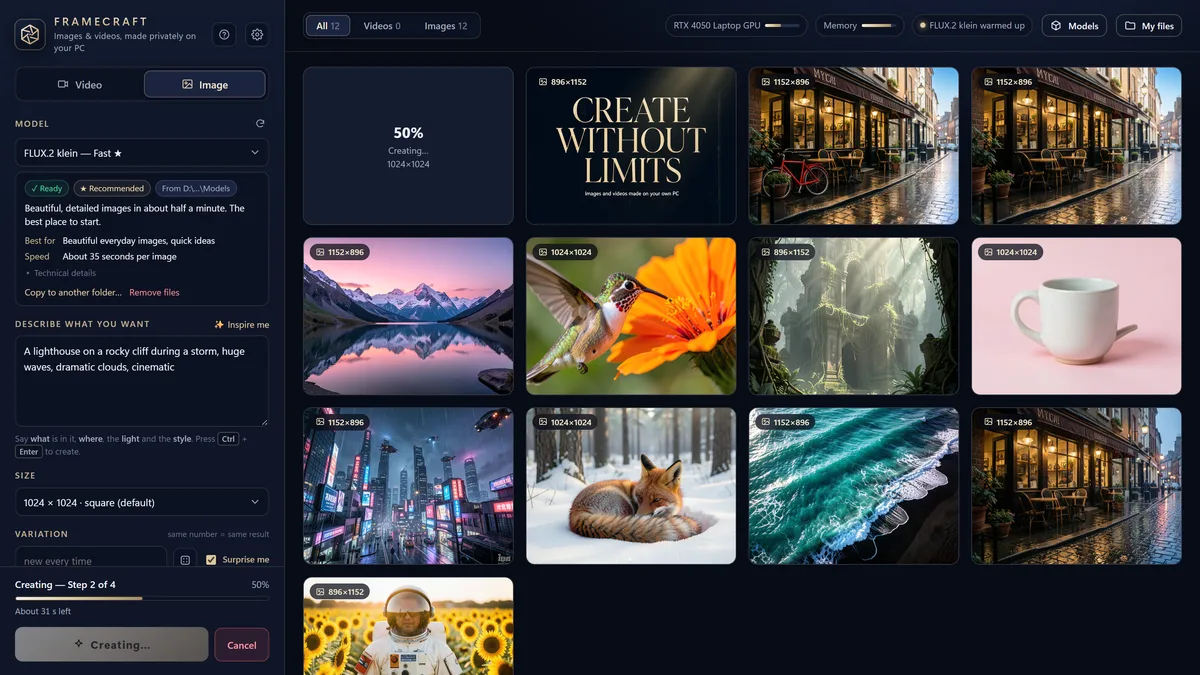 FRAMECRAFT
Images & videos, made privately on
your PC
Video
Image
MODEL
FLUX.2 klein — Fast ★
✓ Ready
★ Recommended
From D:\...\Models
Beautiful, detailed images in about half a minute. The
best place to start.
Best for Beautiful everyday images, quick ideas
Speed About 35 seconds per image
• Technical details
Copy to another folder... Remove files
DESCRIBE WHAT YOU WANT
✨ Inspire me
A lighthouse on a rocky cliff during a storm, huge
waves, dramatic clouds, cinematic
Say what is in it, where, the light and the style. Press Ctrl +
Enter to create.
SIZE
1024 × 1024 · square (default)
VARIATION
same number = same result
new every time
Surprise me
Creating — Step 2 of 4
50%
About 31 s left
Creating...
Cancel
All 12
Videos 0
Images 12
RTX 4050 Laptop GPU
Memory
FLUX.2 klein warmed up
Models
My files
50%
Creating...
1024×1024
896×1152
CREATE
WITHOUT
LIMITS
Images and videos made on your own PC
1152×896
1152×896
1152×896
1024×1024
896×1152
1024×1024
1152×896
1024×1024
1152×896
1152×896
896×1152